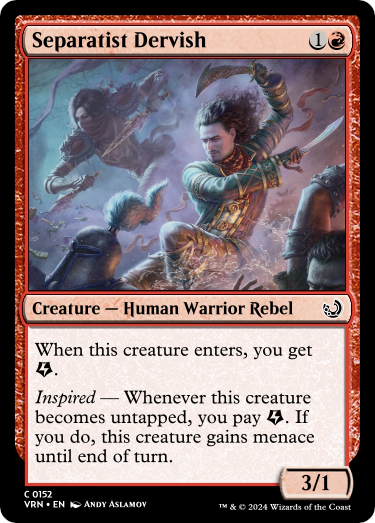 Separatist Dervish 1
Creature — Human Warrior Rebel
When this creature enters, you get
.
Inspired — Whenever this creature
becomes untapped, you pay . If
you do, this creature gains menace
until end of turn.
3/1
C 0152
VRN • EN Andy Aslamov
™ & © 2024 Wizards of the Coast